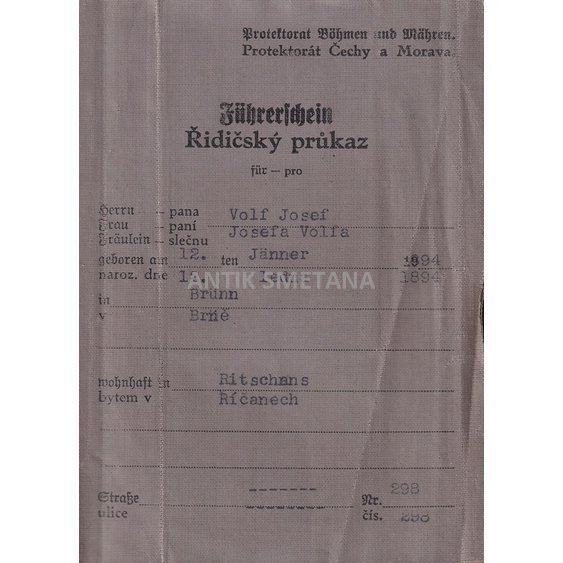 Protektorat Böhmen und Mähren.
Protektorát Čechy a Morava.
Führerschein
Řidičský průkaz
für — pro
Herrn — pana Volf Josef
Frau — paní Josefa Volfa
Fräulein — slečnu
geboren am 12. ten Jänner 1894
naroz. dne 12. 1894
ANTIK SMETANA
in Brünn
v Brně
wohnhaft in Ritschans
bytem v Říčanech
Straße ------- Nr. 298
ulice ------- čís. 298